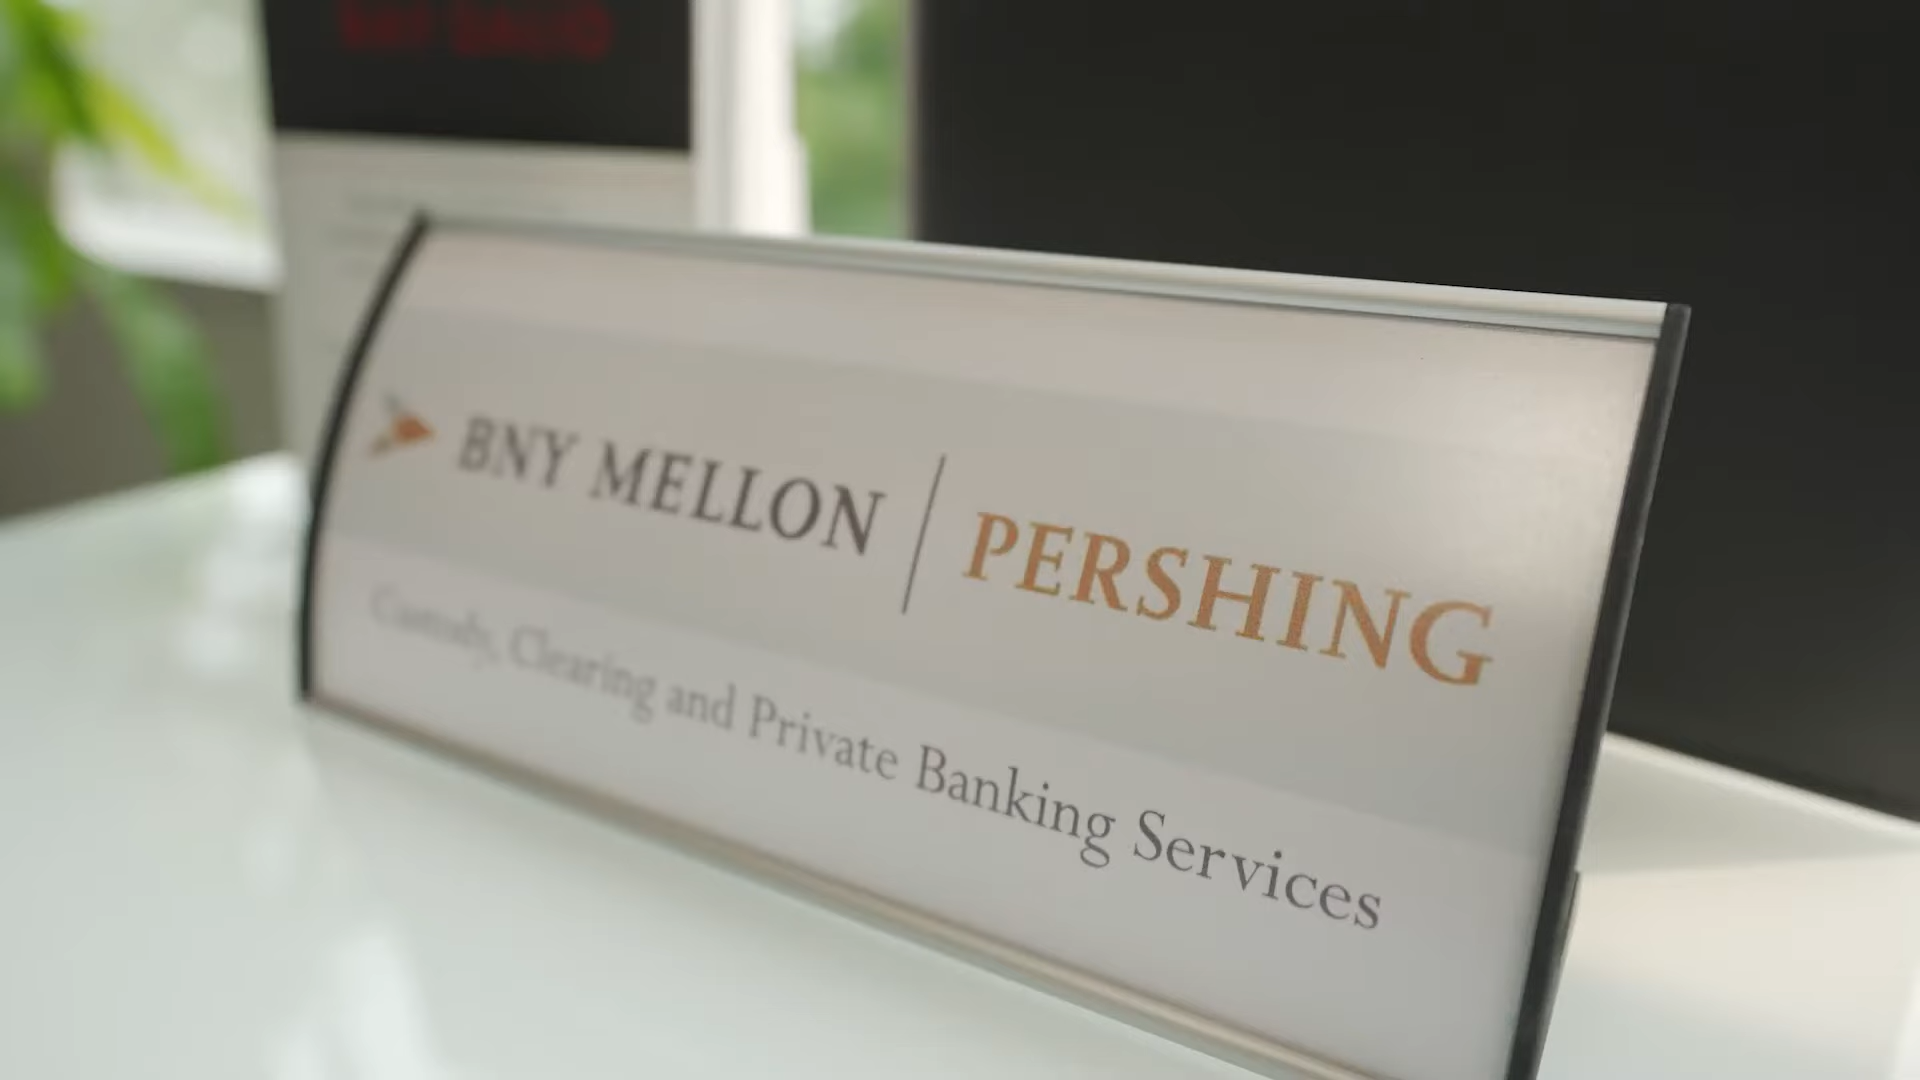 BNY MELLON | PERSHING
Custody, Clearing and Private Banking Services